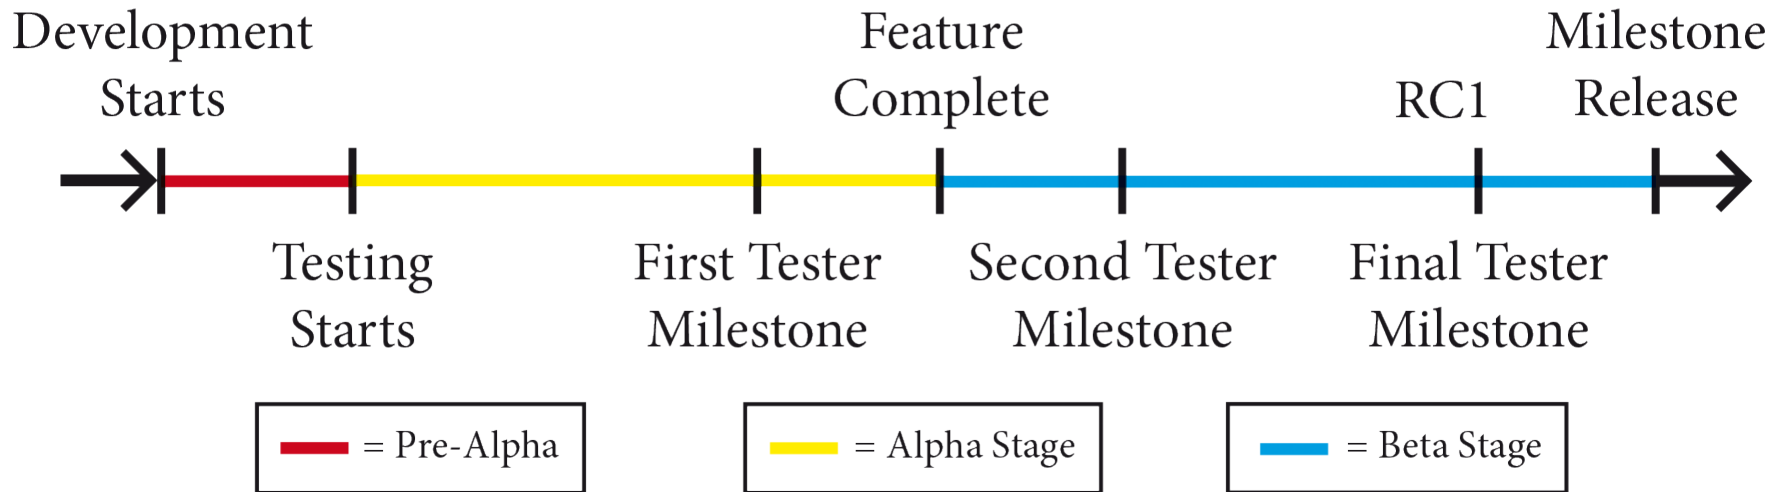 Development
Starts
Feature
Complete
RC1
Milestone
Release
Testing
Starts
First Tester
Milestone
Second Tester
Milestone
Final Tester
Milestone
= Pre-Alpha
= Alpha Stage
= Beta Stage